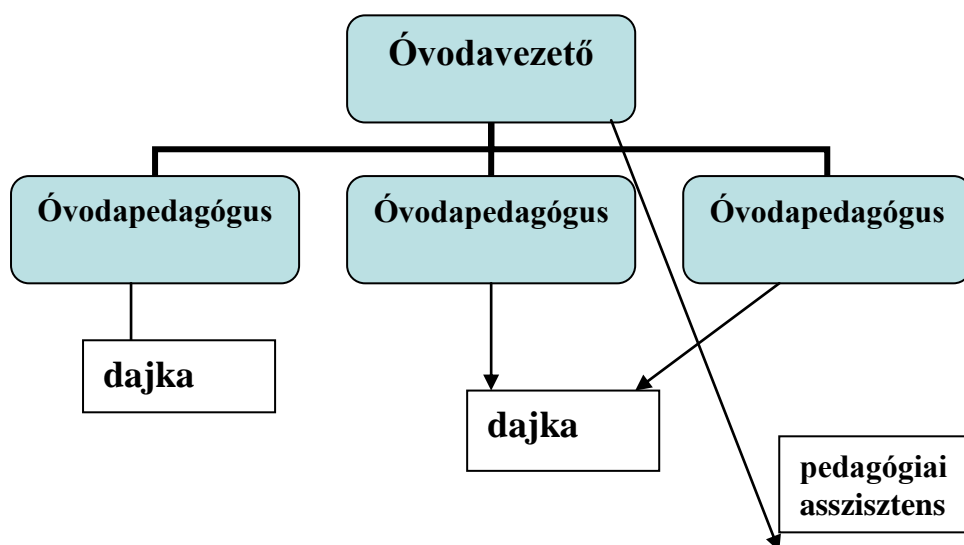 Óvodavezető
Óvodapedagógus
Óvodapedagógus
Óvodapedagógus
dajka
dajka
pedagógiai
asszisztens